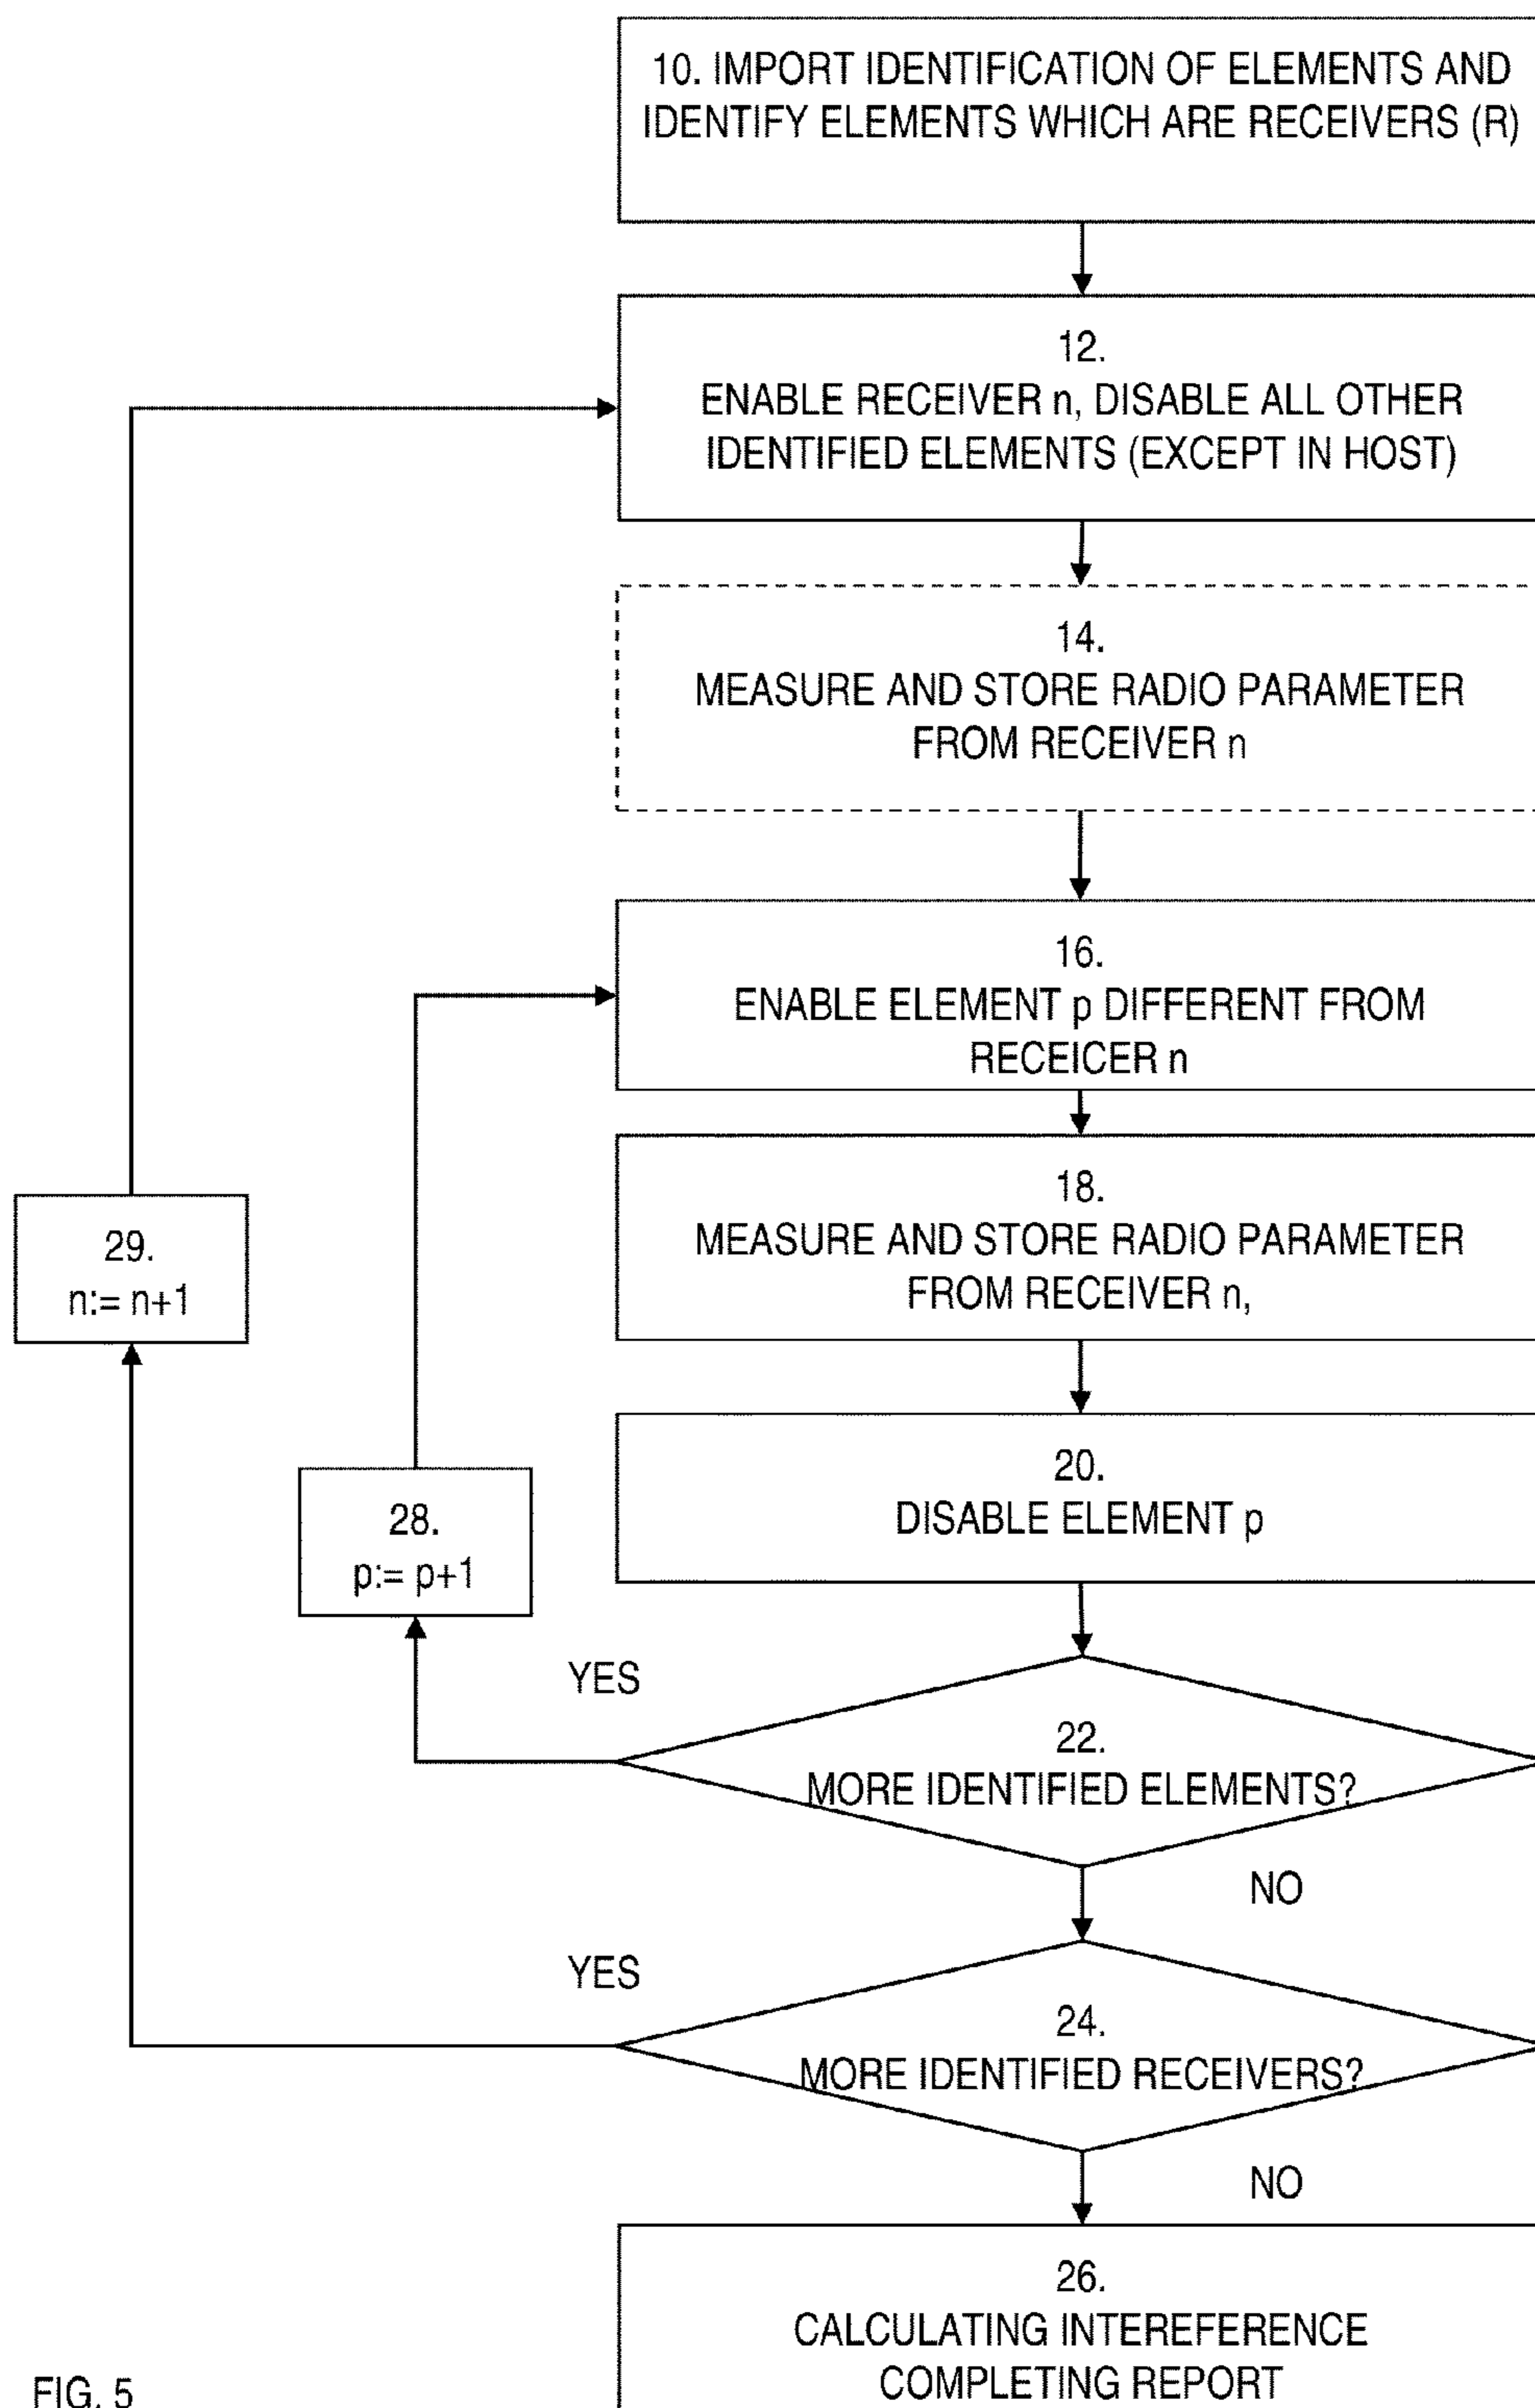 10. IMPORT IDENTIFICATION OF ELEMENTS AND
IDENTIFY ELEMENTS WHICH ARE RECEIVERS (R)
12.
ENABLE RECEIVER n, DISABLE ALL OTHER
IDENTIFIED ELEMENTS (EXCEPT IN HOST)
14.
MEASURE AND STORE RADIO PARAMETER
FROM RECEIVER n
16.
ENABLE ELEMENT p DIFFERENT FROM
RECEICER n
18.
MEASURE AND STORE RADIO PARAMETER
FROM RECEIVER n,
29.
n:= n+1
20.
DISABLE ELEMENT p
28.
p:= p+1
YES
22.
MORE IDENTIFIED ELEMENTS?
NO
YES
24.
MORE IDENTIFIED RECEIVERS?
NO
26.
CALCULATING INTEREFERENCE
COMPLETING REPORT
FIG. 5